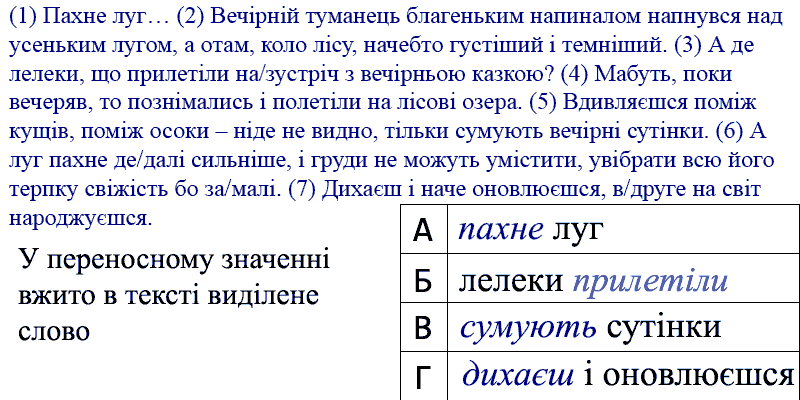 (1) Пахне луг… (2) Вечірній туманець благеньким напиналом напнувся над
усеньким лугом, а отам, коло лісу, начебто густіший і темніший. (3) А де
лелеки, що прилетіли на/зустріч з вечірньою казкою? (4) Мабуть, поки
вечеряв, то познімались і полетіли на лісові озера. (5) Вдивляєшся поміж
кущів, поміж осоки – ніде не видно, тільки сумують вечірні сутінки. (6) А
луг пахне де/далі сильніше, і груди не можуть умістити, увібрати всю його
терпку свіжість бо за/малі. (7) Дихаєш і наче оновлюєшся, в/друге на світ
народжуєшся.
У переносному значенні
вжито в тексті виділене
слово
А пахне луг
Б лелеки прилетіли
В сумують сутінки
Г дихаєш і оновлюєшся